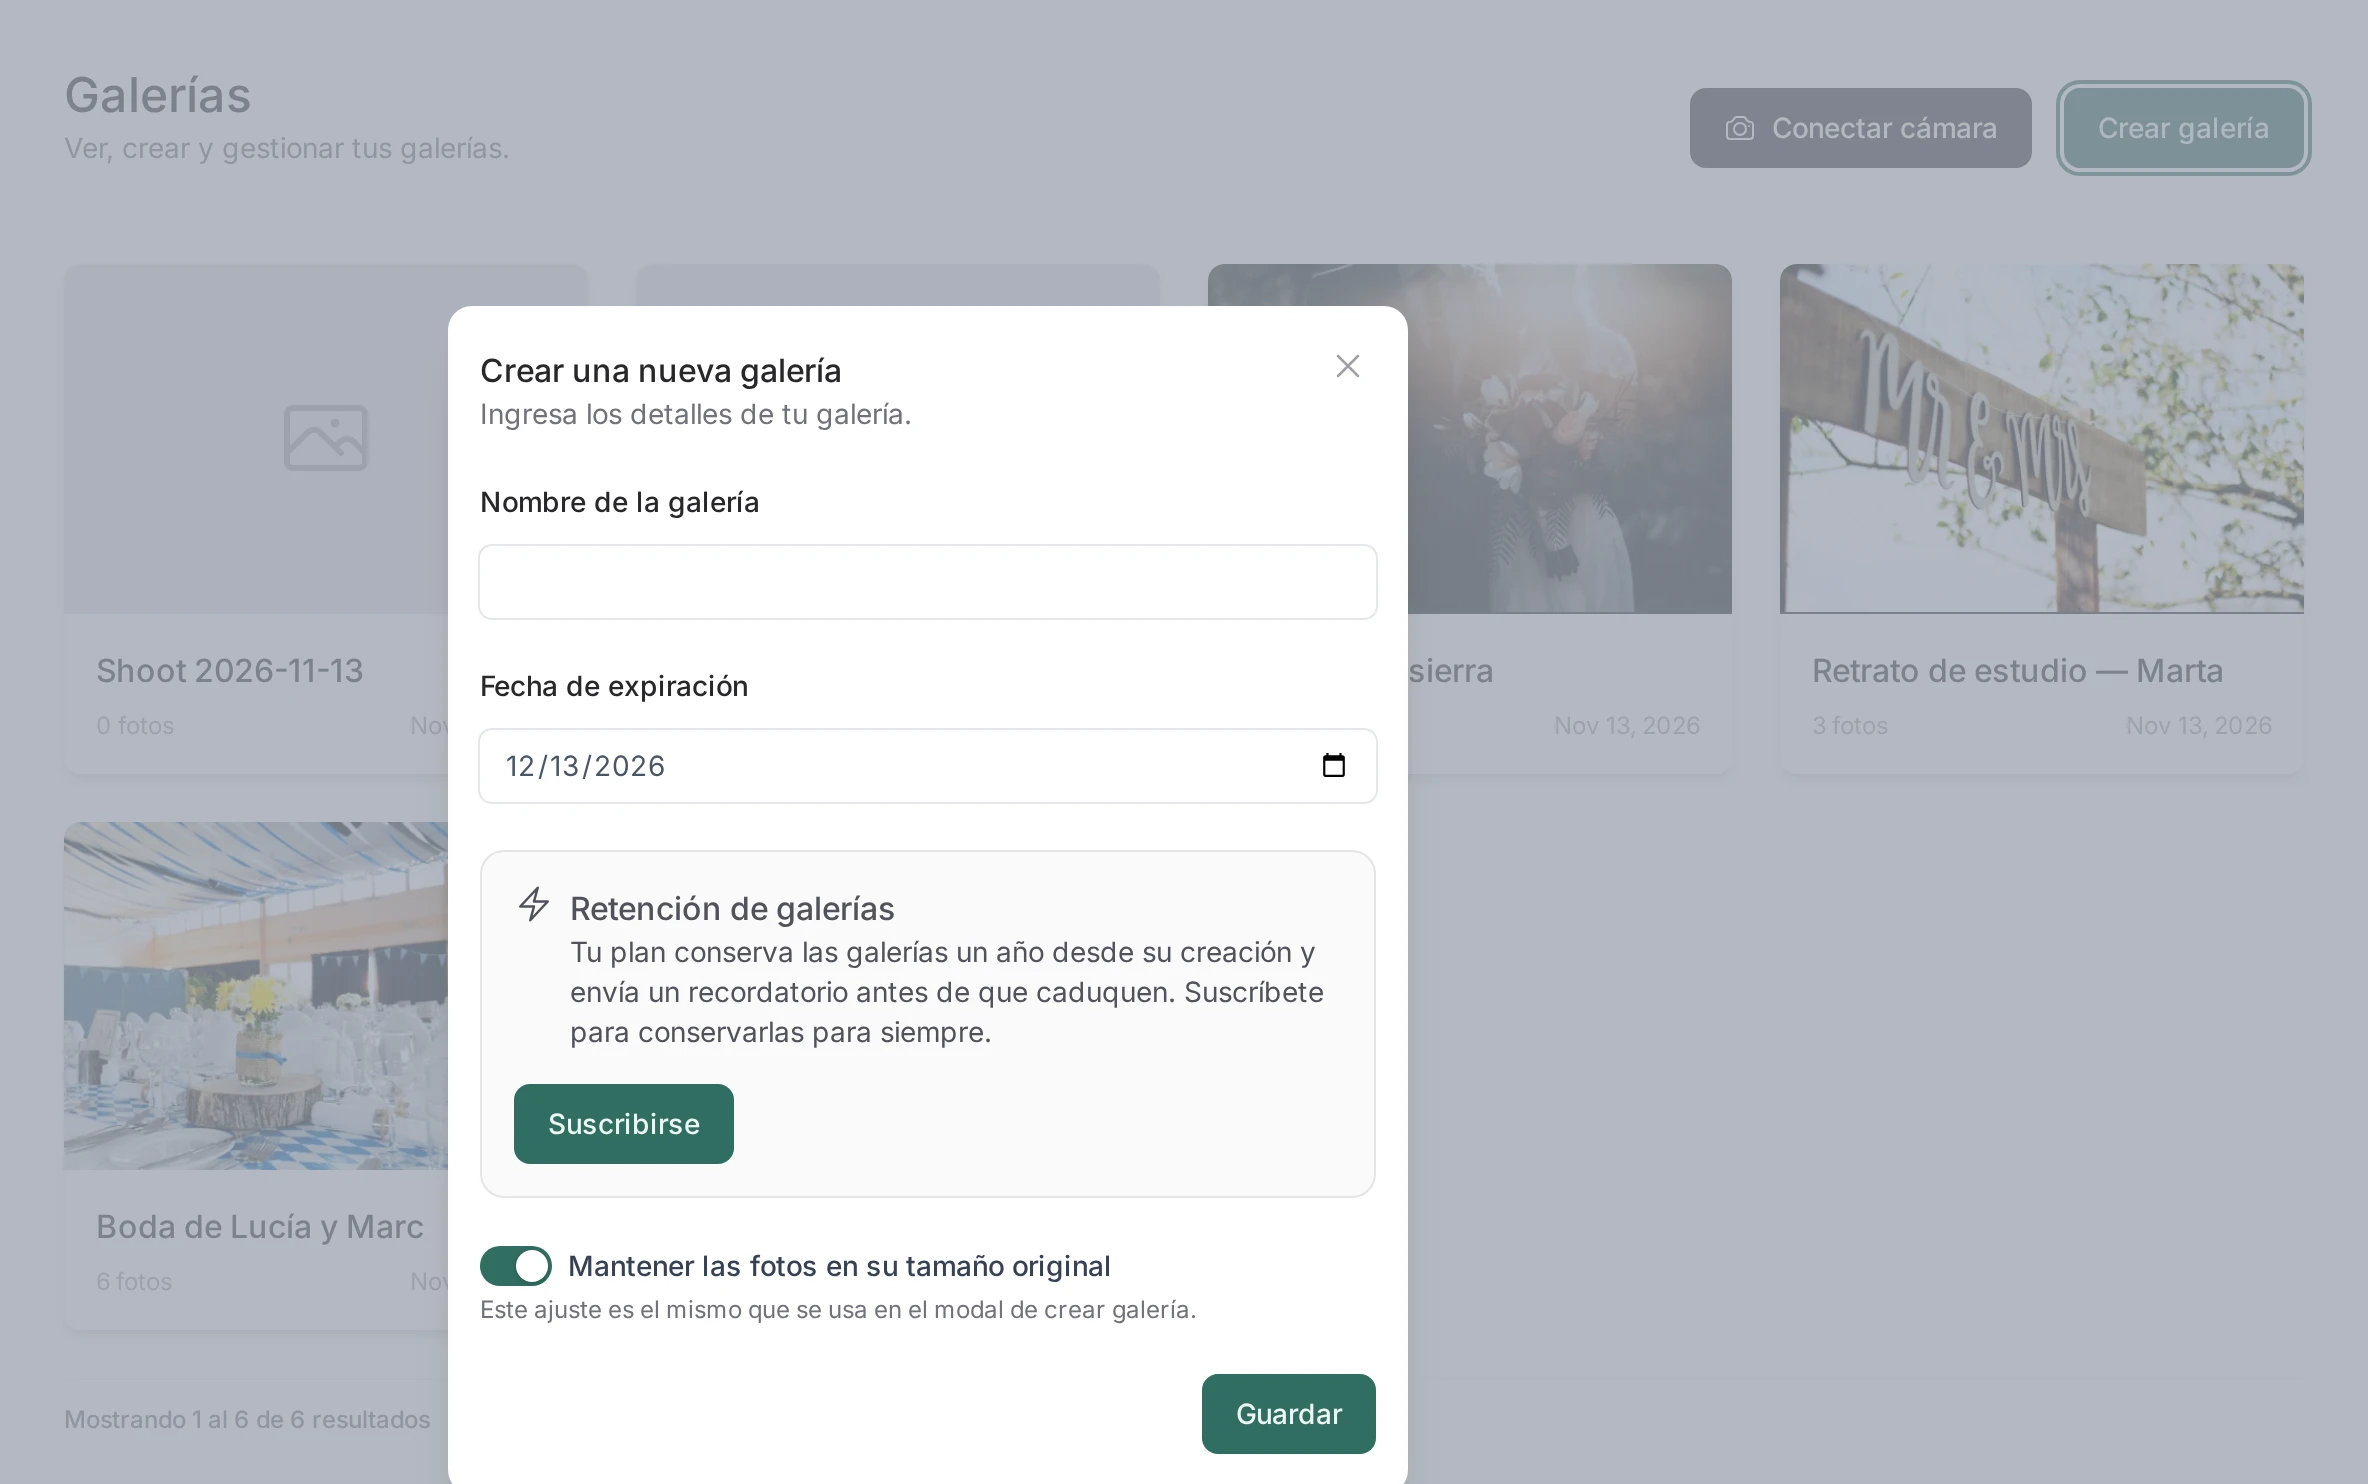 Galerías
Ver, crear y gestionar tus galerías.
Conectar cámara
Crear galería
Crear una nueva galería
Ingresa los detalles de tu galería.
Nombre de la galería
Fecha de expiración
12/13/2026
Retención de galerías
Tu plan conserva las galerías un año desde su creación y
envía un recordatorio antes de que caduquen. Suscríbete
para conservarlas para siempre.
Suscribirse
Mantener las fotos en su tamaño original
Este ajuste es el mismo que se usa en el modal de crear galería.
Guardar
Shoot 2026-11-13
0 fotos
Nov
sierra
Nov 13, 2026
Mr & Mrs
Retrato de estudio — Marta
3 fotos
Nov 13, 2026
Boda de Lucía y Marc
6 fotos
Nov
Mostrando 1 al 6 de 6 resultados